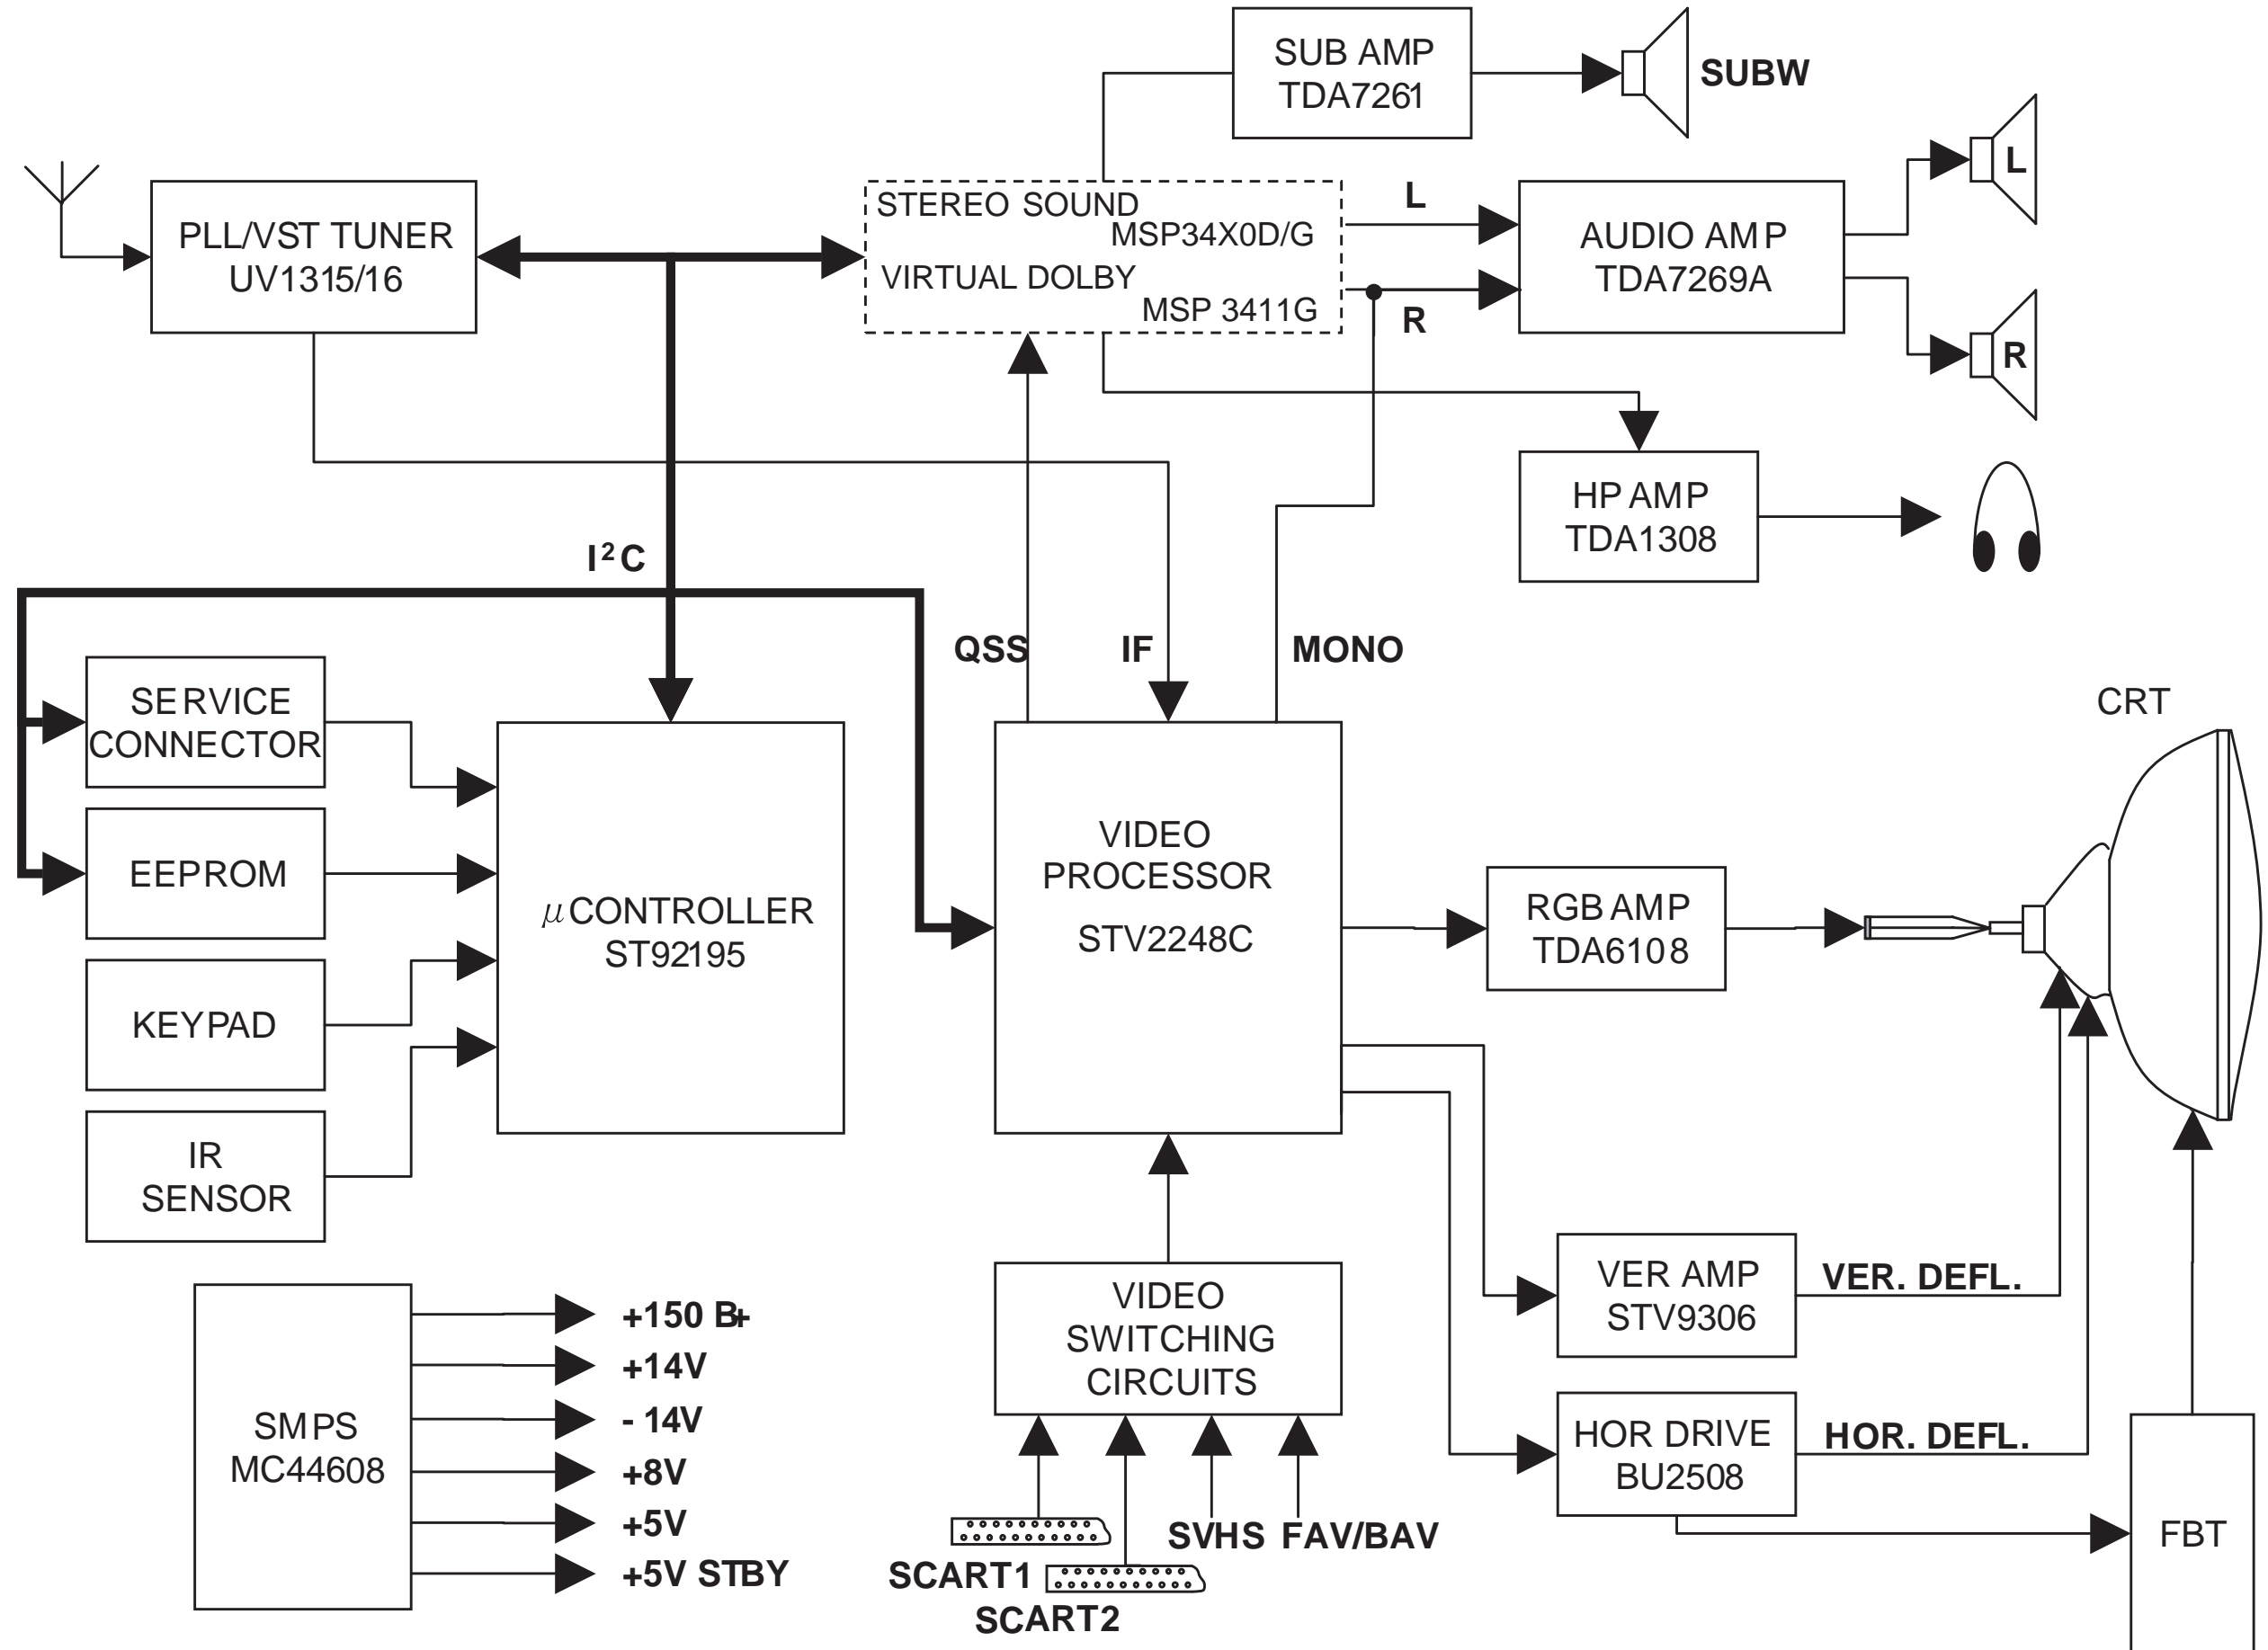 SUB AMP
TDA7261
SUBW
L
PLL/VST TUNER
UV1315/16
STEREO SOUND
MSP34X0D/G
VIRTUAL DOLBY
MSP 3411G
L
R
AUDIO AMP
TDA7269A
R
HP AMP
TDA1308
I²C
QSS
IF
MONO
CRT
SERVICE
CONNECTOR
EEPROM
KEYPAD
IR
SENSOR
µCONTROLLER
ST92195
VIDEO
PROCESSOR
STV2248C
RGB AMP
TDA6108
VER AMP
STV9306
VER. DEFL.
HOR DRIVE
BU2508
HOR. DEFL.
FBT
VIDEO
SWITCHING
CIRCUITS
SVHS FAV/BAV
SCART1
SCART2
SMPS
MC44608
+150 B+
+14V
- 14V
+8V
+5V
+5V STBY